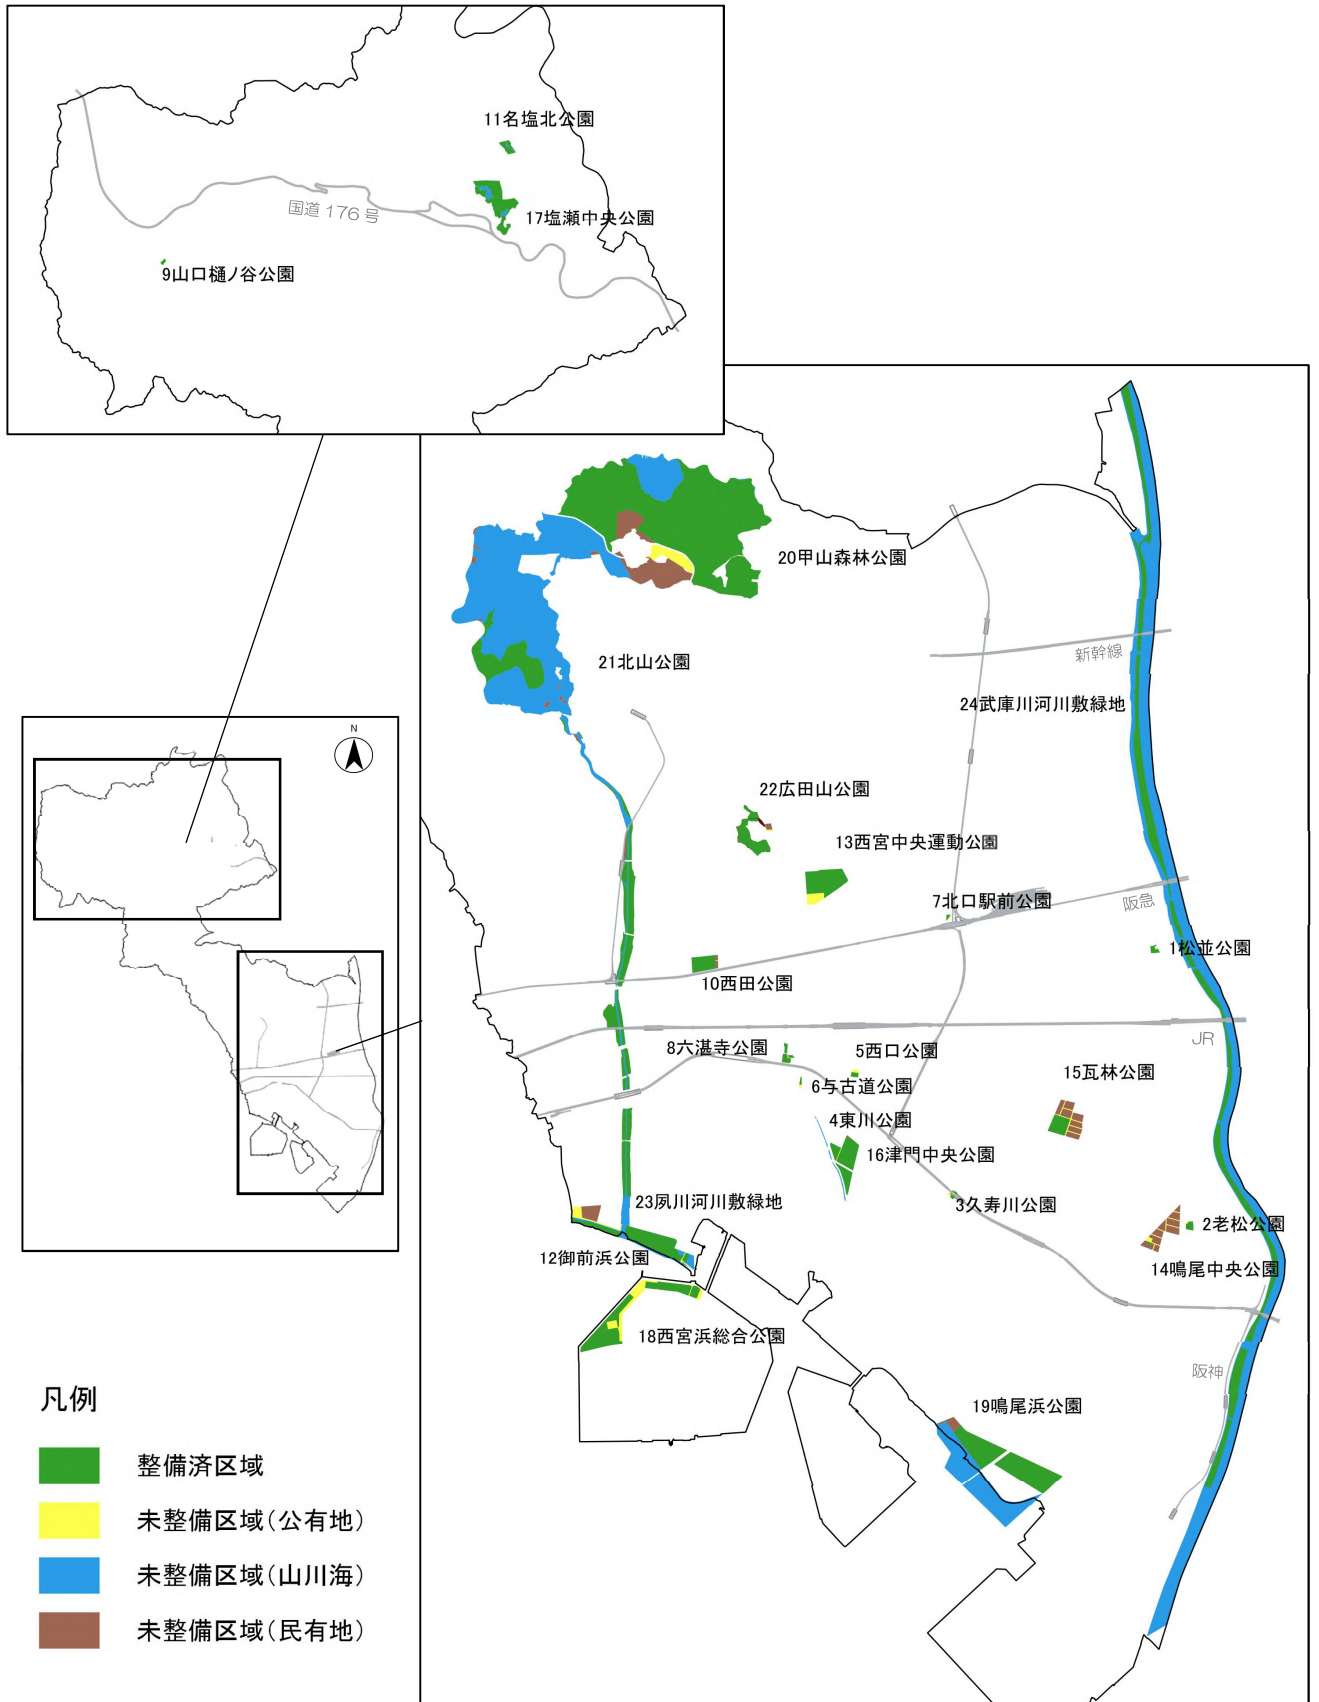 11名塩北公園
国道176号
17塩瀬中央公園
9山口樋ノ谷公園
20甲山森林公園
21北山公園
新幹線
24武庫川河川敷緑地
N
22広田山公園
13西宮中央運動公園
7北口駅前公園
阪急
1松並公園
10西田公園
JR
8六湛寺公園
5西口公園
15瓦林公園
6与古道公園
4東川公園
16津門中央公園
23夙川河川敷緑地
3久寿川公園
2老松公園
12御前浜公園
14鳴尾中央公園
18西宮浜総合公園
阪神
19鳴尾浜公園
凡例
整備済区域
未整備区域(公有地)
未整備区域(山川海)
未整備区域(民有地)